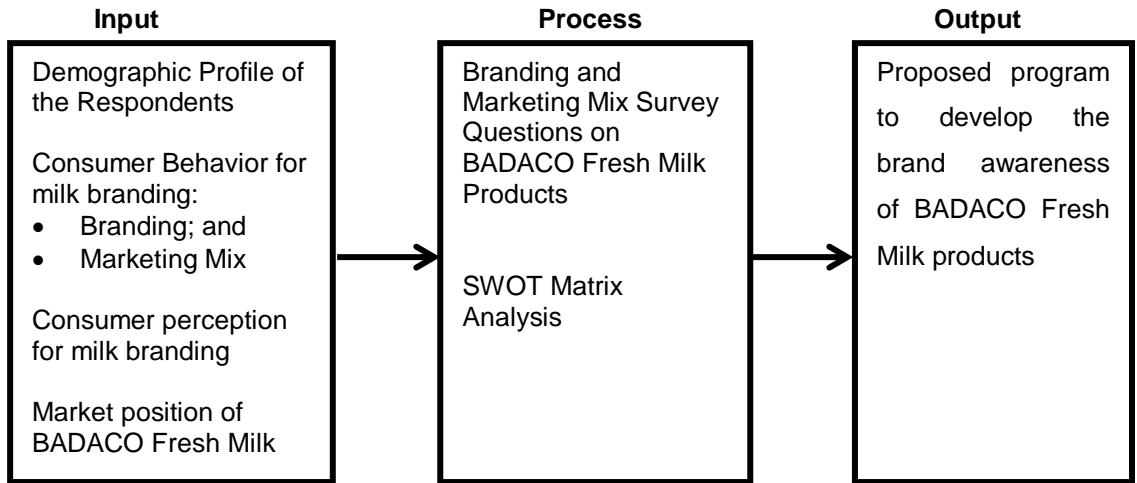 Input
Demographic Profile of
the Respondents
Consumer Behavior for
milk branding:
• Branding; and
• Marketing Mix
Consumer perception
for milk branding
Market position of
BADACO Fresh Milk
Process
Branding and
Marketing Mix Survey
Questions on
BADACO Fresh Milk
Products
SWOT Matrix
Analysis
Output
Proposed program
to develop the
brand awareness
of BADACO Fresh
Milk products